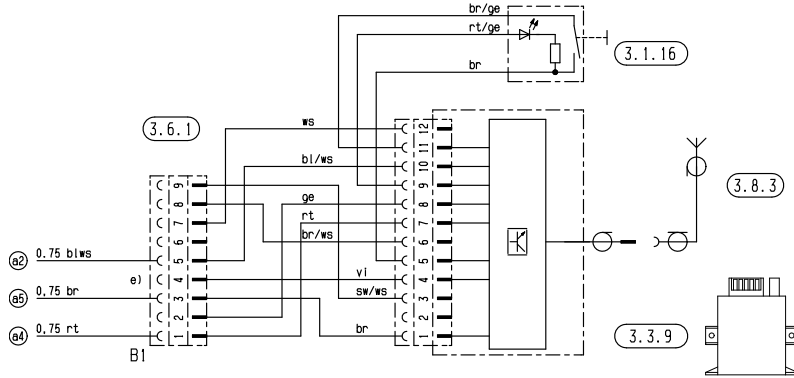 br/ge
rt/ge
br
3.1.16
3.6.1
ws
bl/ws
ge
rt
br/ws
vi
sw/ws
br
12
11
10
9
8
7
6
5
4
3
2
1
9
8
7
6
5
4
3
2
1
3.8.3
a2 0.75 blws
e)
a5 0,75 br
a4 0,75 rt
B1
3.3.9